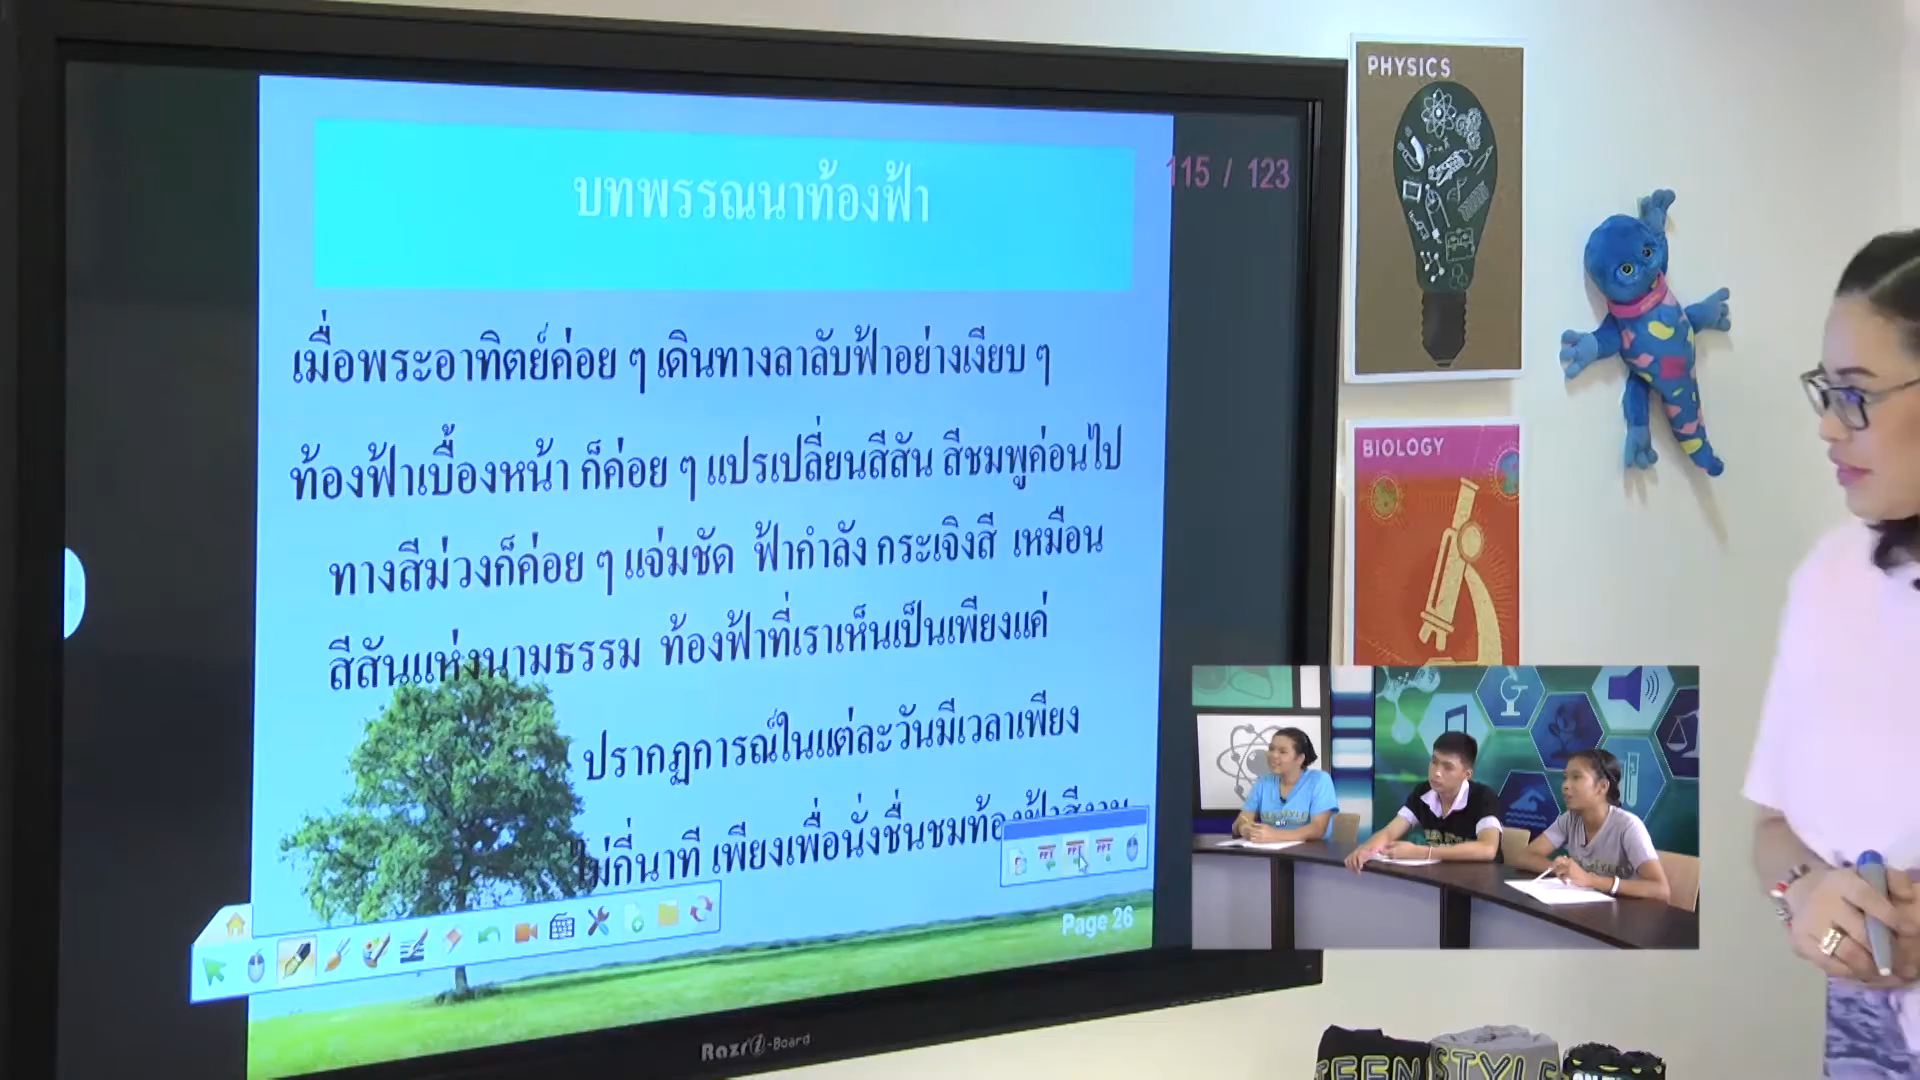 บทพรรณนาท้องฟ้า
115 / 123
เมื่อพระอาทิตย์ค่อย ๆ เดินทางลาลับฟ้าอย่างเงียบ ๆ
ท้องฟ้าเบื้องหน้า ก็ค่อย ๆ แปรเปลี่ยนสีสัน สีชมพูค่อนไป
ทางสีม่วงก็ค่อย ๆ แจ่มชัด ฟ้ากำลัง กระเจิงสี เหมือน
สีสันแห่งนามธรรม ท้องฟ้าที่เราเห็นเป็นเพียงแค่
ปรากฏการณ์ในแต่ละวันมีเวลาเพียง
ไม่กี่นาที เพียงเพื่อนั่งชื่นชมท้องฟ้าสีงาม
PPT PPT PPT
Page 26
Razr i-Board
PHYSICS
BIOLOGY
TEEN STYLE